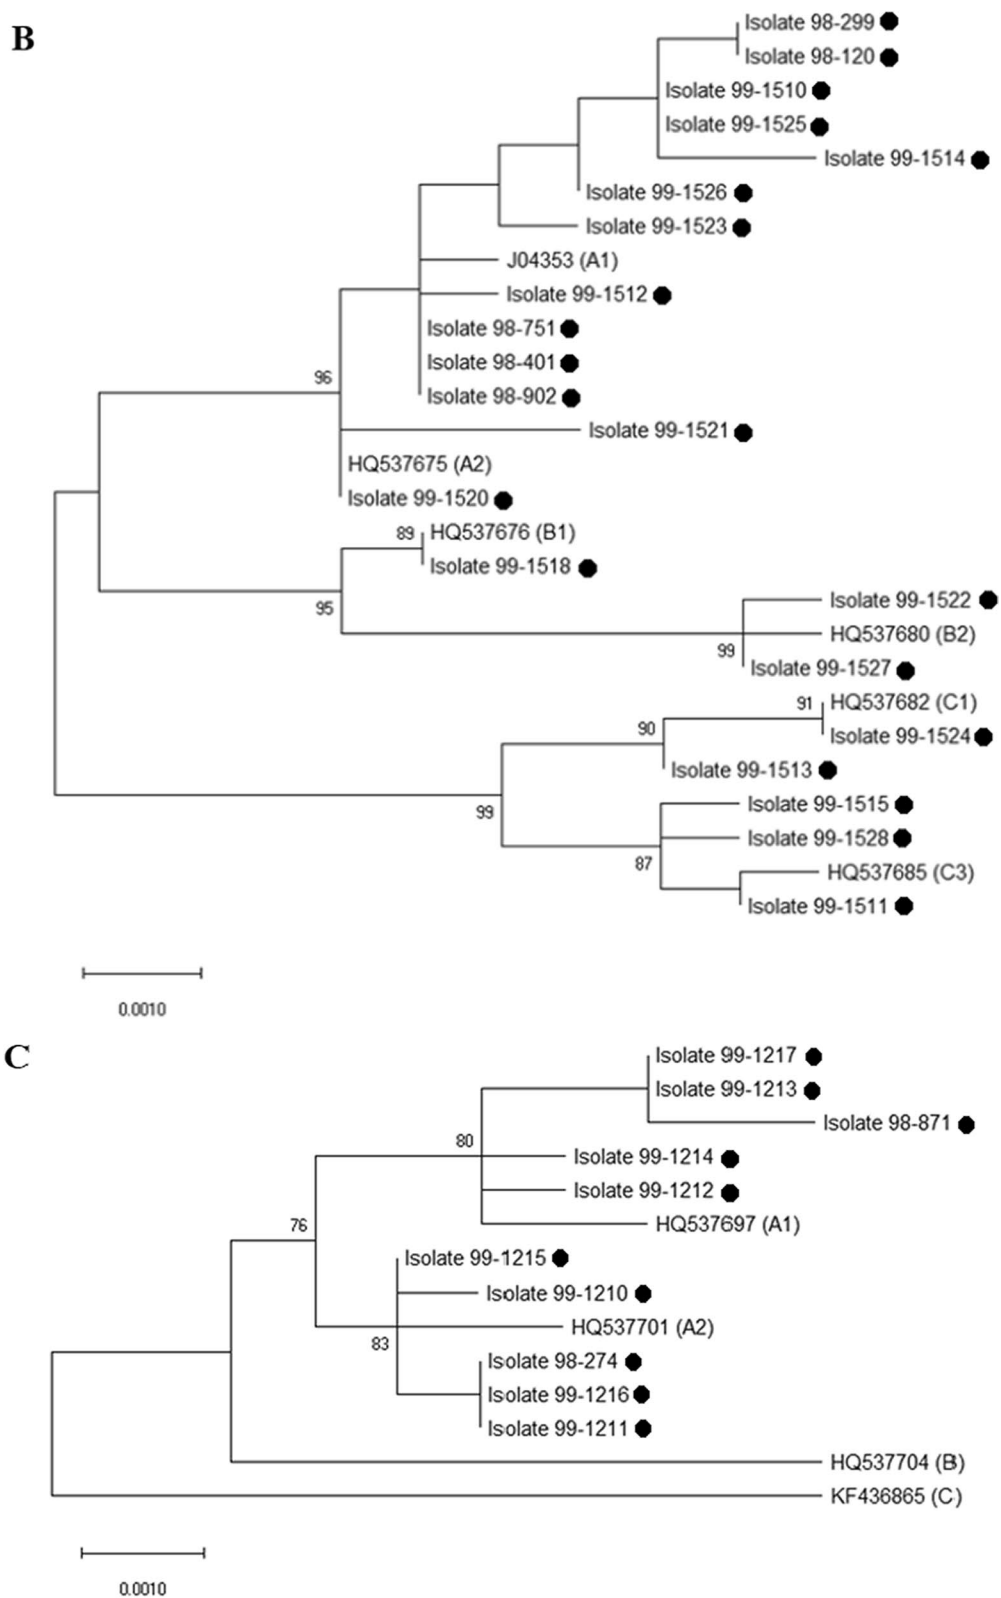 B
Isolate 98-299
Isolate 98-120
Isolate 99-1510
Isolate 99-1525
Isolate 99-1514
Isolate 99-1526
Isolate 99-1523
J04353 (A1)
Isolate 99-1512
Isolate 98-751
Isolate 98-401
96
Isolate 98-902
Isolate 99-1521
HQ537675 (A2)
Isolate 99-1520
89
HQ537676 (B1)
Isolate 99-1518
95
Isolate 99-1522
HQ537680 (B2)
99
Isolate 99-1527
91
HQ537682 (C1)
90
Isolate 99-1524
Isolate 99-1513
99
Isolate 99-1515
Isolate 99-1528
87
HQ537685 (C3)
Isolate 99-1511
0.0010
C
Isolate 99-1217
Isolate 99-1213
Isolate 98-871
80
Isolate 99-1214
Isolate 99-1212
76
HQ537697 (A1)
Isolate 99-1215
Isolate 99-1210
HQ537701 (A2)
83
Isolate 98-274
Isolate 99-1216
Isolate 99-1211
HQ537704 (B)
KF436865 (C)
0.0010